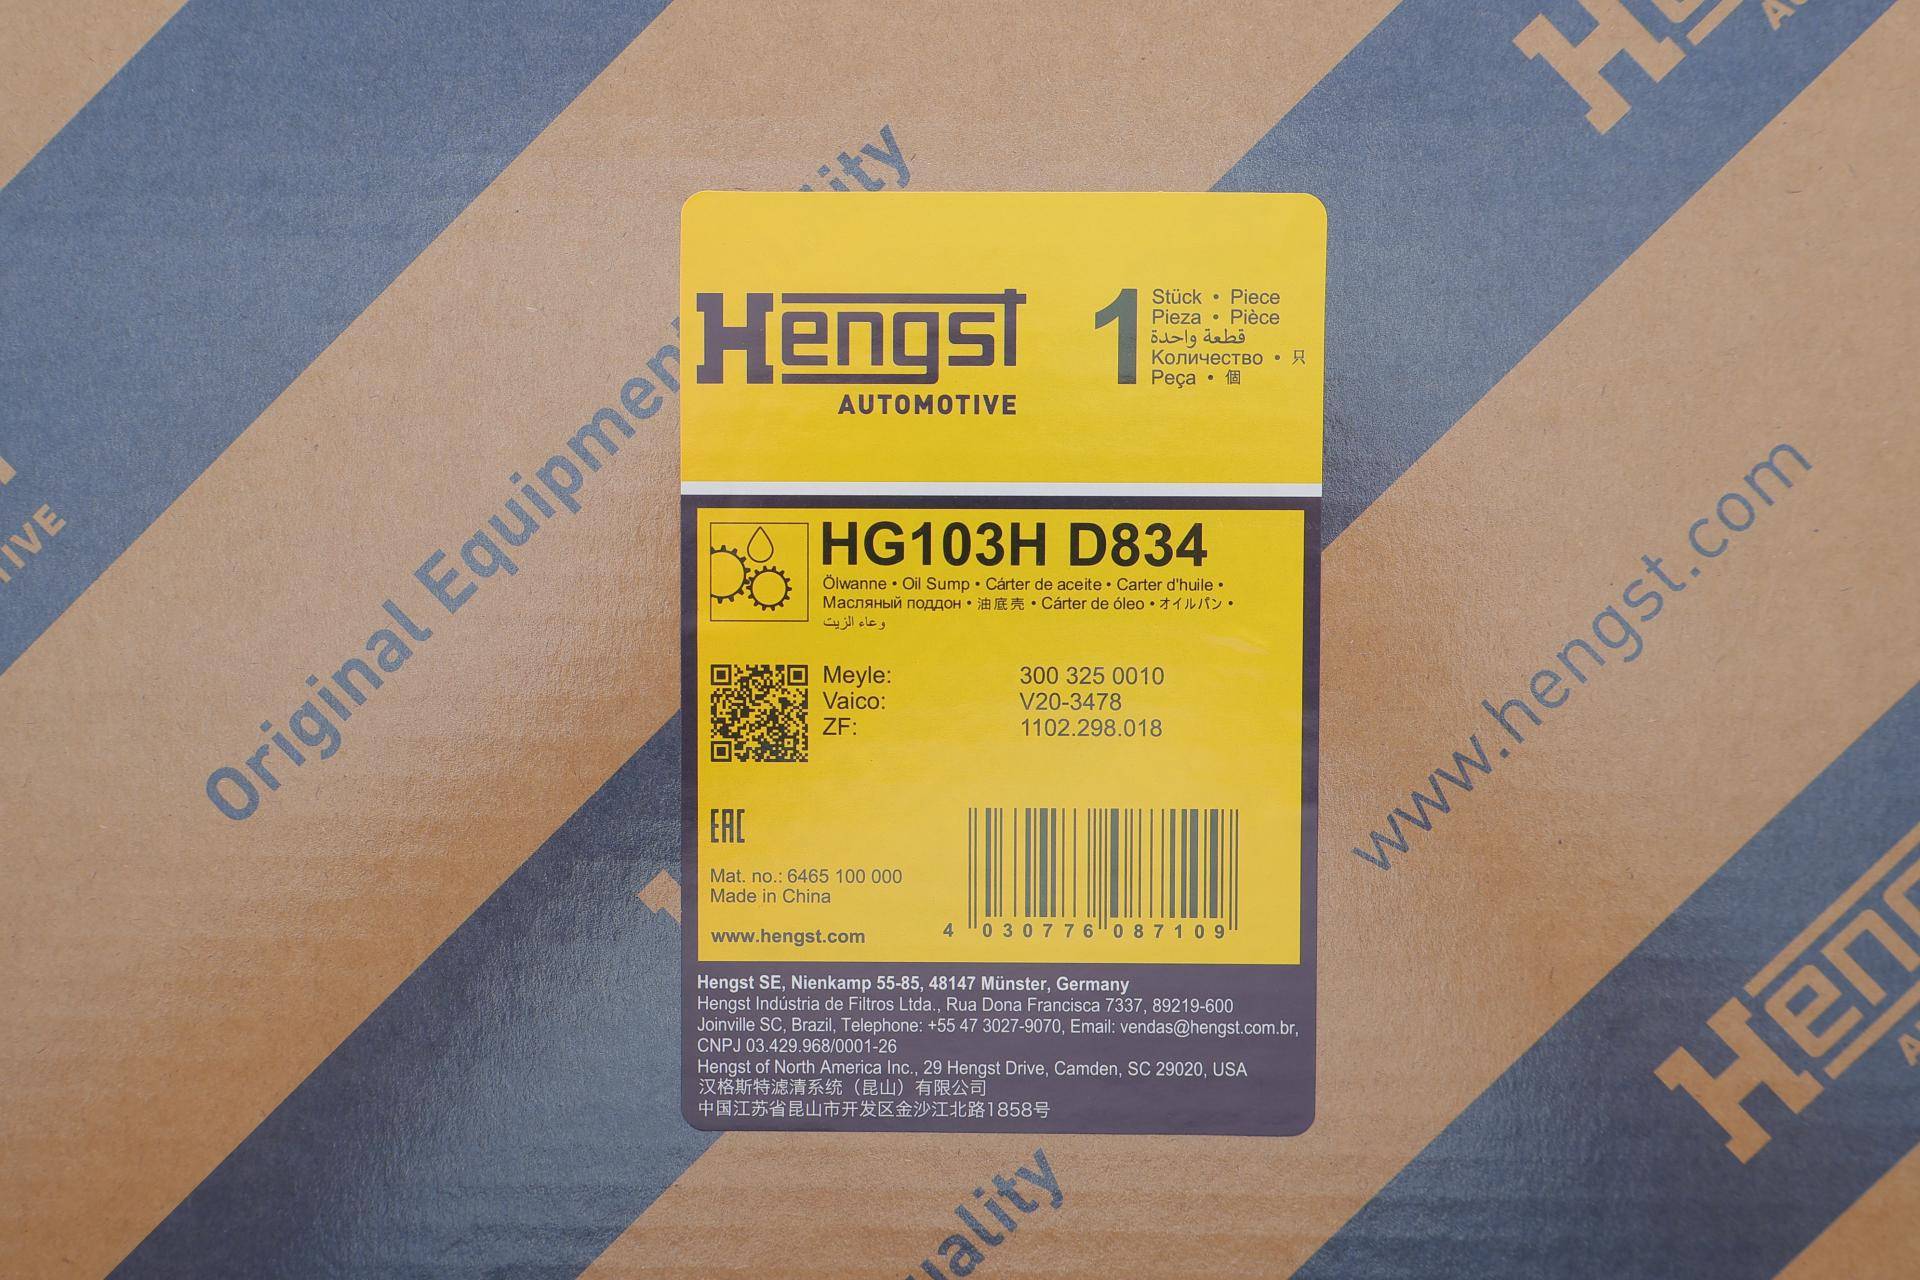 Hengst
AUTOMOTIVE
1
Stück • Piece
Pieza • Pièce
قطعة واحدة
Количество • 只
Peça • 個
HG103H D834
Ölwanne • Oil Sump • Cárter de aceite • Carter d'huile •
Масляный поддон • 油底壳 • Cárter de óleo • オイルパン •
وعاء الزيت
Meyle: 300 325 0010
Vaico: V20-3478
ZF: 1102.298.018
EAC
Mat. no.: 6465 100 000
Made in China
www.hengst.com
4 030776 087109
Hengst SE, Nienkamp 55-85, 48147 Münster, Germany
Hengst Indústria de Filtros Ltda., Rua Dona Francisca 7337, 89219-600
Joinville SC, Brazil, Telephone: +55 47 3027-9070, Email: vendas@hengst.com.br,
CNPJ 03.429.968/0001-26
Hengst of North America Inc., 29 Hengst Drive, Camden, SC 29020, USA
汉格斯特滤清系统（昆山）有限公司
中国江苏省昆山市开发区金沙江北路1858号
Original Equipment
www.hengst.com